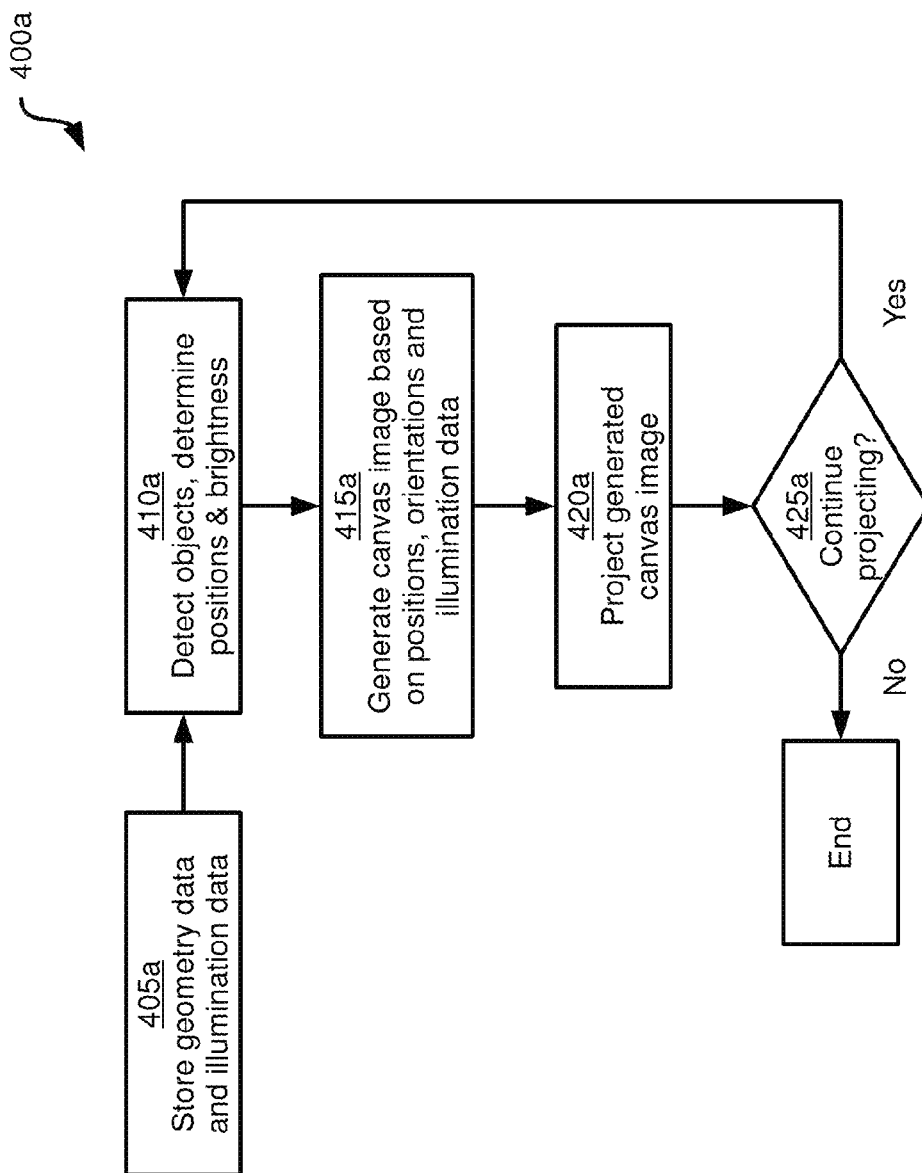 400a
405a
Store geometry data
and illumination data
410a
Detect objects, determine
positions & brightness
415a
Generate canvas image based
on positions, orientations and
illumination data
420a
Project generated
canvas image
425a
Continue
projecting?
Yes
No
End